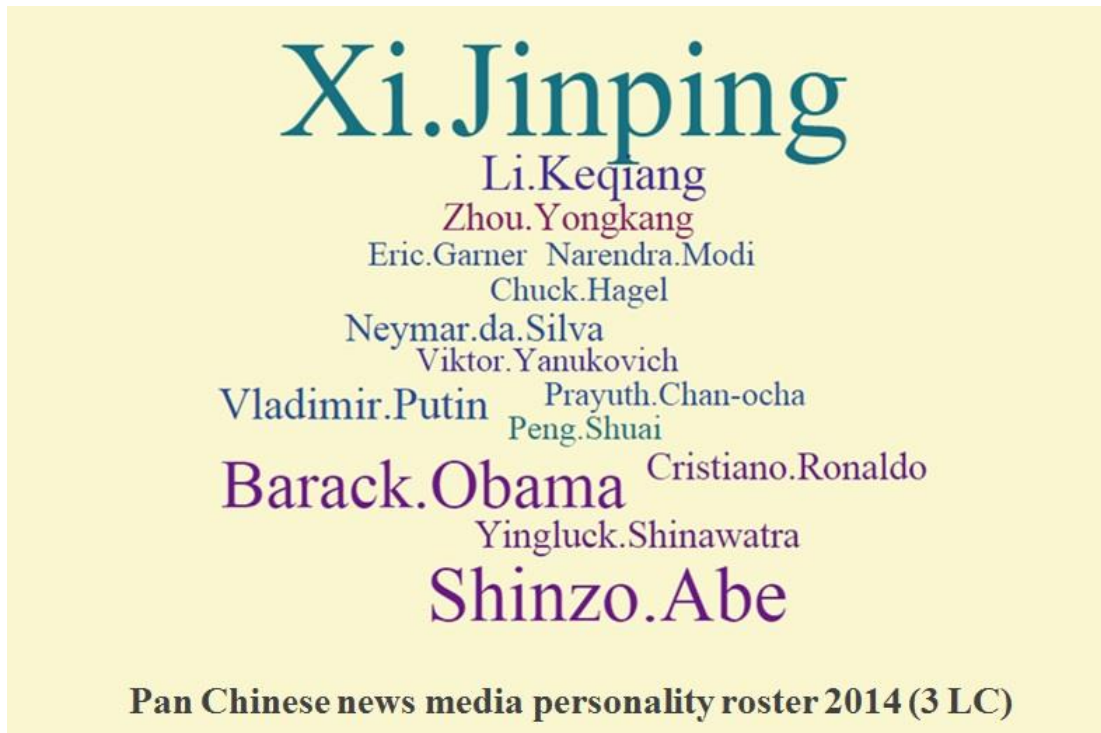 Xi.Jinping
Li.Keqiang
Zhou.Yongkang
Eric.Garner Narendra.Modi
Chuck.Hagel
Neymar.da.Silva
Viktor.Yanukovich
Vladimir.Putin Prayuth.Chan-ocha
Peng.Shuai
Barack.Obama Cristiano.Ronaldo
Yingluck.Shinawatra
Shinzo.Abe
Pan Chinese news media personality roster 2014 (3 LC)